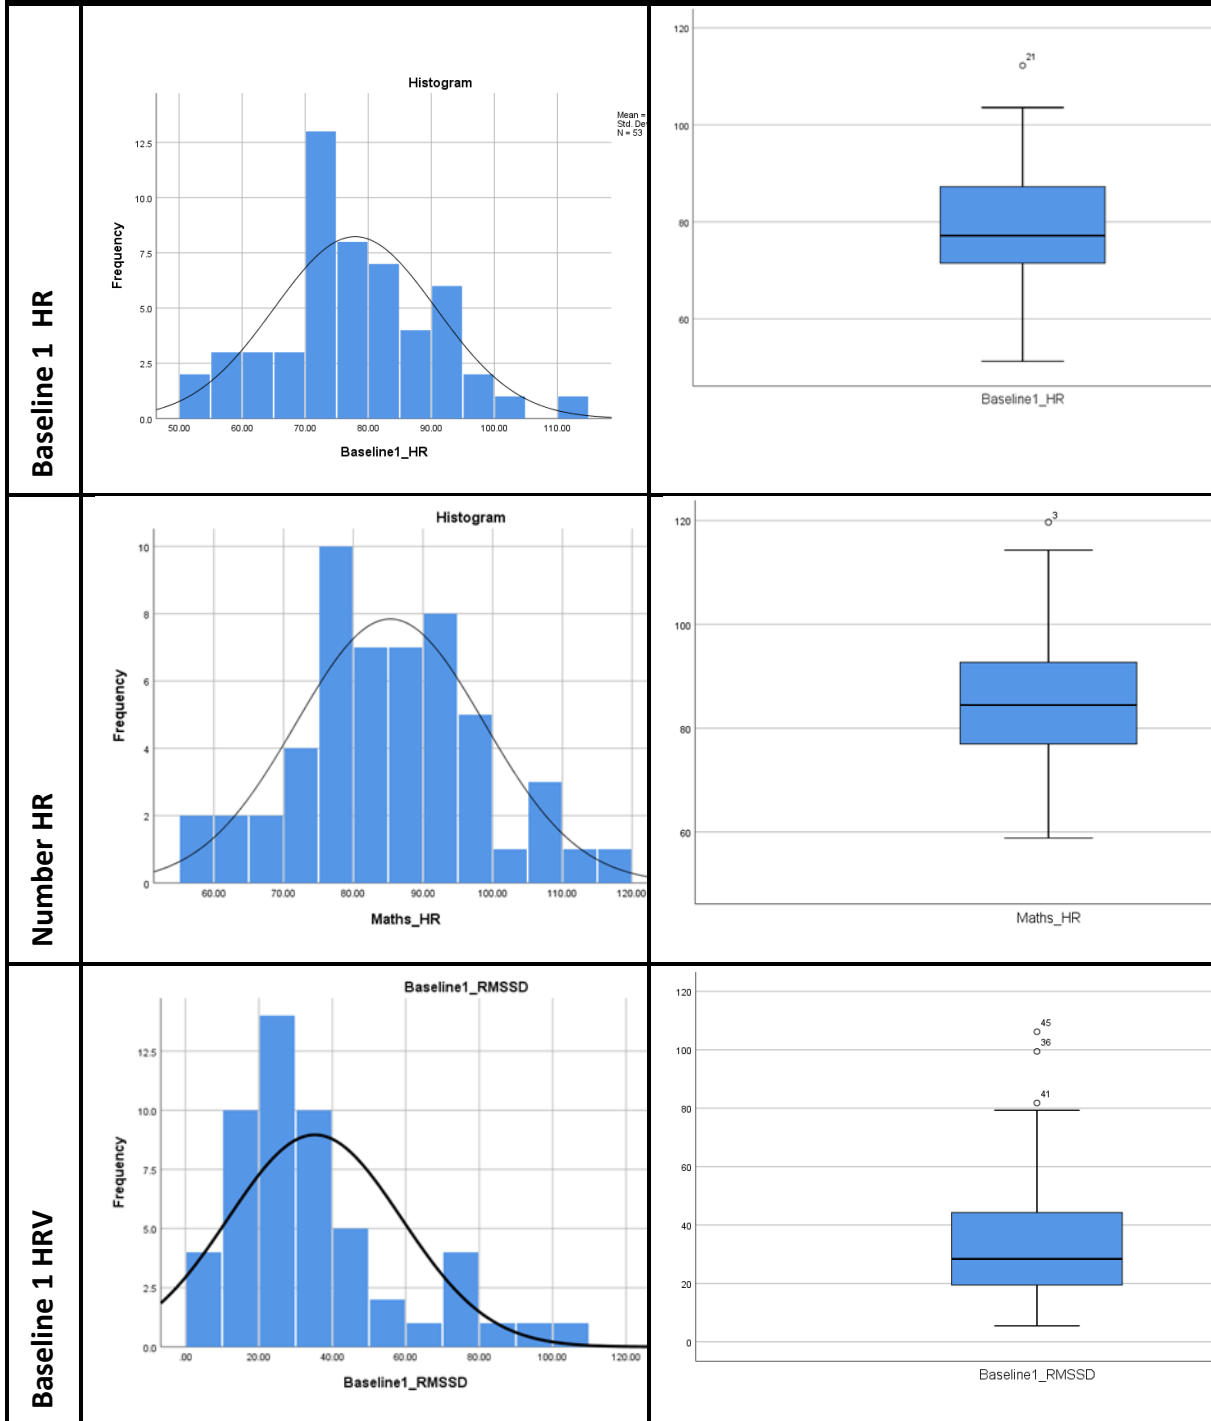 Baseline 1 HR
Histogram
Mean =
Std. De
N = 53
Frequency
12.5
10.0
7.5
5.0
2.5
0.0
50.00 60.00 70.00 80.00 90.00 100.00 110.00
Baseline1_HR
120
100
80
60
21
Baseline1_HR
Number HR
Histogram
Frequency
10
8
6
4
2
0
60.00 70.00 80.00 90.00 100.00 110.00 120.00
Maths_HR
120
100
80
60
3
Maths_HR
Baseline 1 HRV
Baseline1_RMSSD
Frequency
12.5
10.0
7.5
5.0
2.5
0.0
.00 20.00 40.00 60.00 80.00 100.00 120.00
Baseline1_RMSSD
120
100
80
60
40
20
0
45
36
41
Baseline1_RMSSD